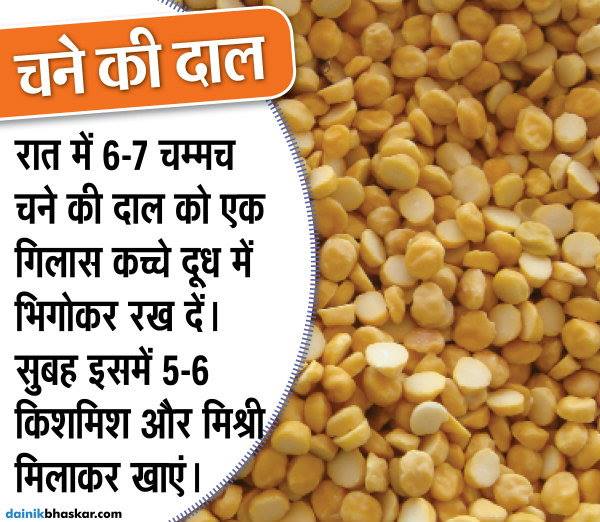 चने की दाल
रात में 6-7 चम्मच
चने की दाल को एक
गिलास कच्चे दूध में
भिगोकर रख दें।
सुबह इसमें 5-6
किशमिश और मिश्री
मिलाकर खाएं।
dainikbhaskar.com